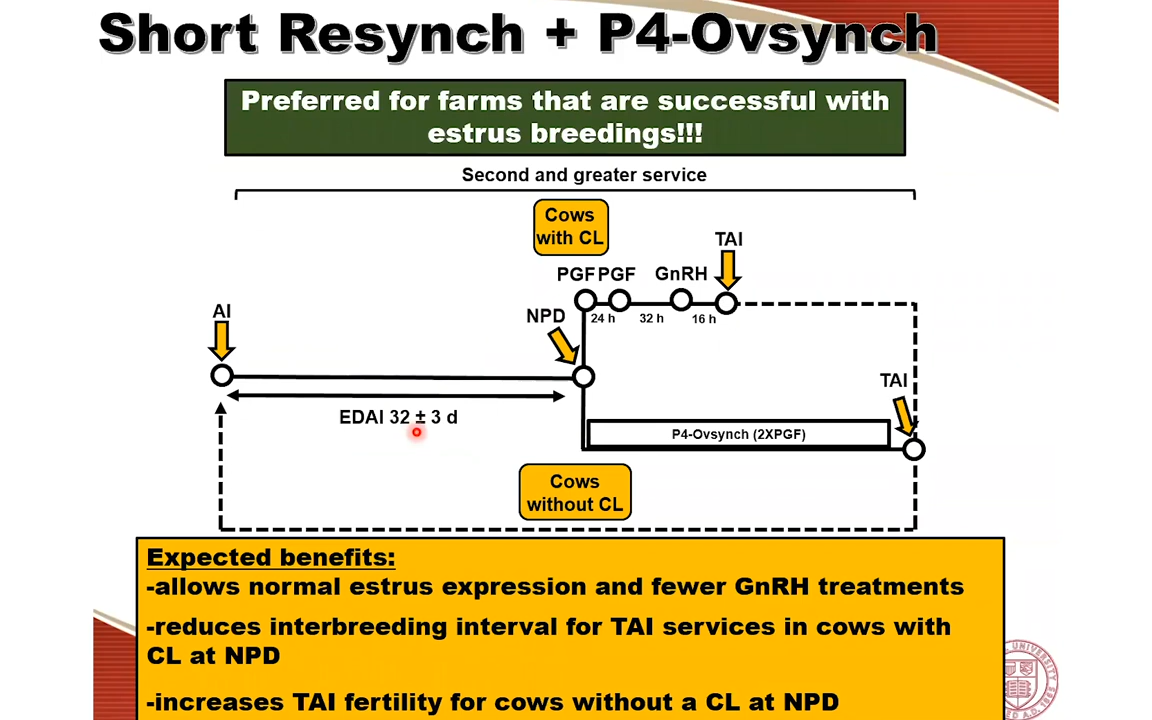 Short Resynch + P4-Ovsynch
Preferred for farms that are successful with
estrus breedings!!!
Second and greater service
Cows
with CL
TAI
PGF PGF GnRH
AI
NPD
24 h 32 h 16 h
TAI
EDAI 32 ± 3 d
P4-Ovsynch (2XPGF)
Cows
without CL
Expected benefits:
-allows normal estrus expression and fewer GnRH treatments
-reduces interbreeding interval for TAI services in cows with
CL at NPD
-increases TAI fertility for cows without a CL at NPD